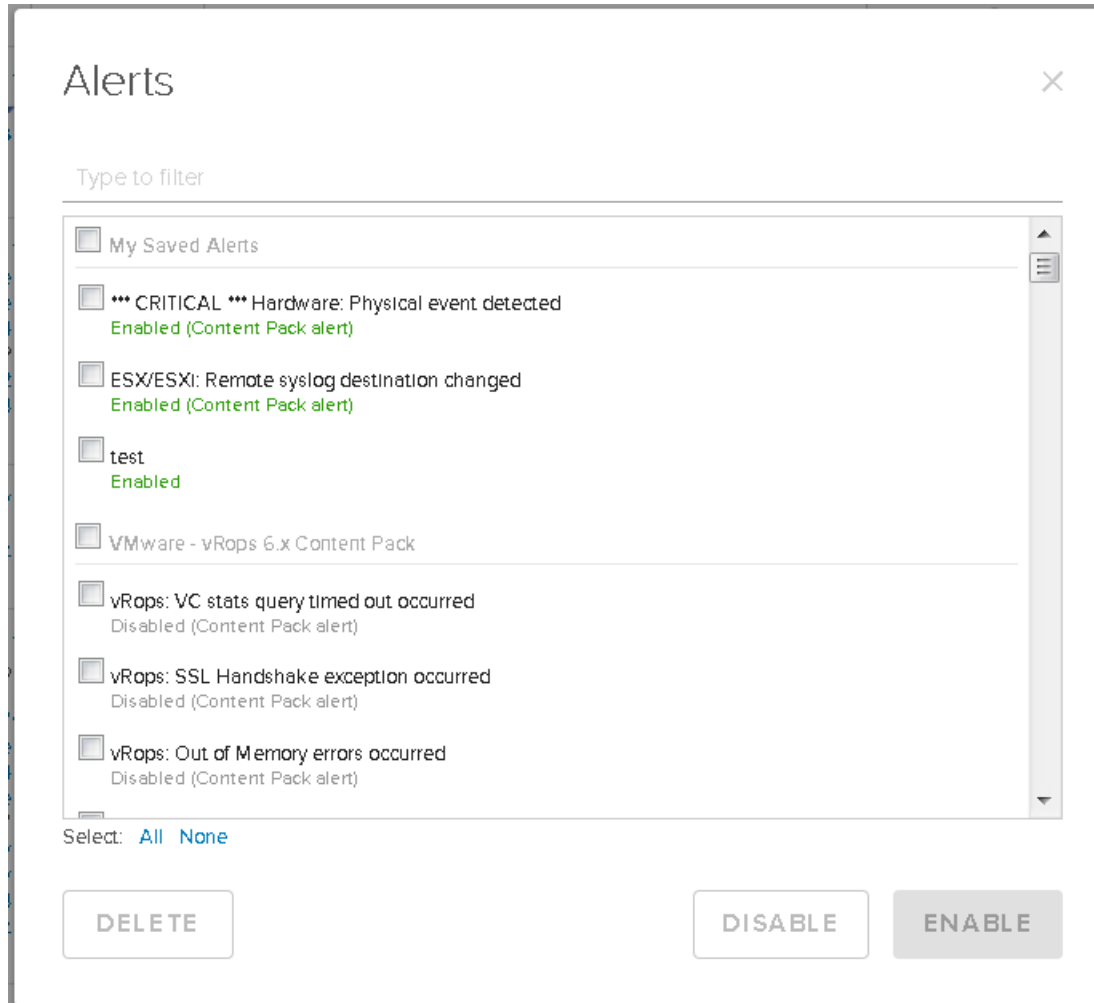 Alerts
Type to filter
My Saved Alerts
*** CRITICAL *** Hardware: Physical event detected
Enabled (Content Pack alert)
ESX/ESXi: Remote syslog destination changed
Enabled (Content Pack alert)
test
Enabled
VMware - vRops 6.x Content Pack
vRops: VC stats query timed out occurred
Disabled (Content Pack alert)
vRops: SSL Handshake exception occurred
Disabled (Content Pack alert)
vRops: Out of Memory errors occurred
Disabled (Content Pack alert)
Select: All None
DELETE DISABLE ENABLE